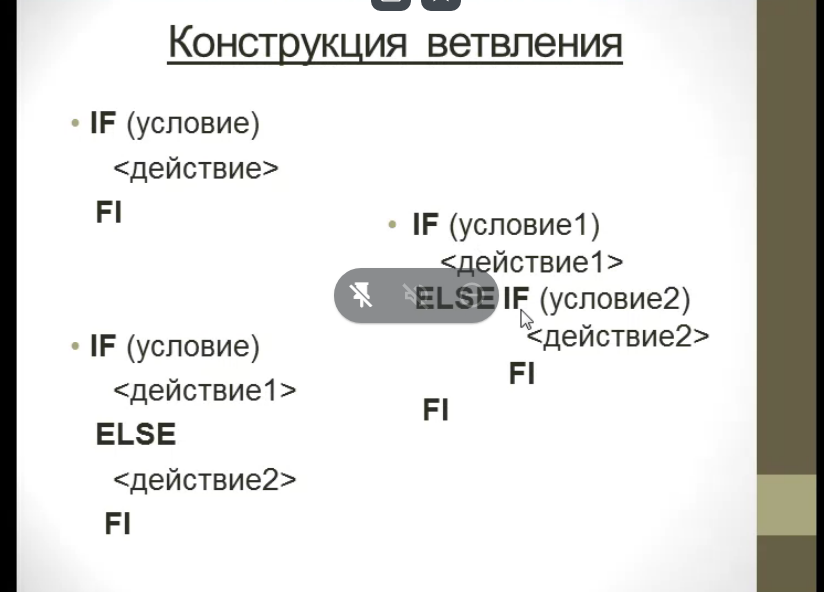 Конструкция ветвления
• IF (условие)
<действие>
FI
• IF (условие)
<действие1>
ELSE
<действие2>
FI
• IF (условие1)
<действие1>
ELSE IF (условие2)
<действие2>
FI
FI